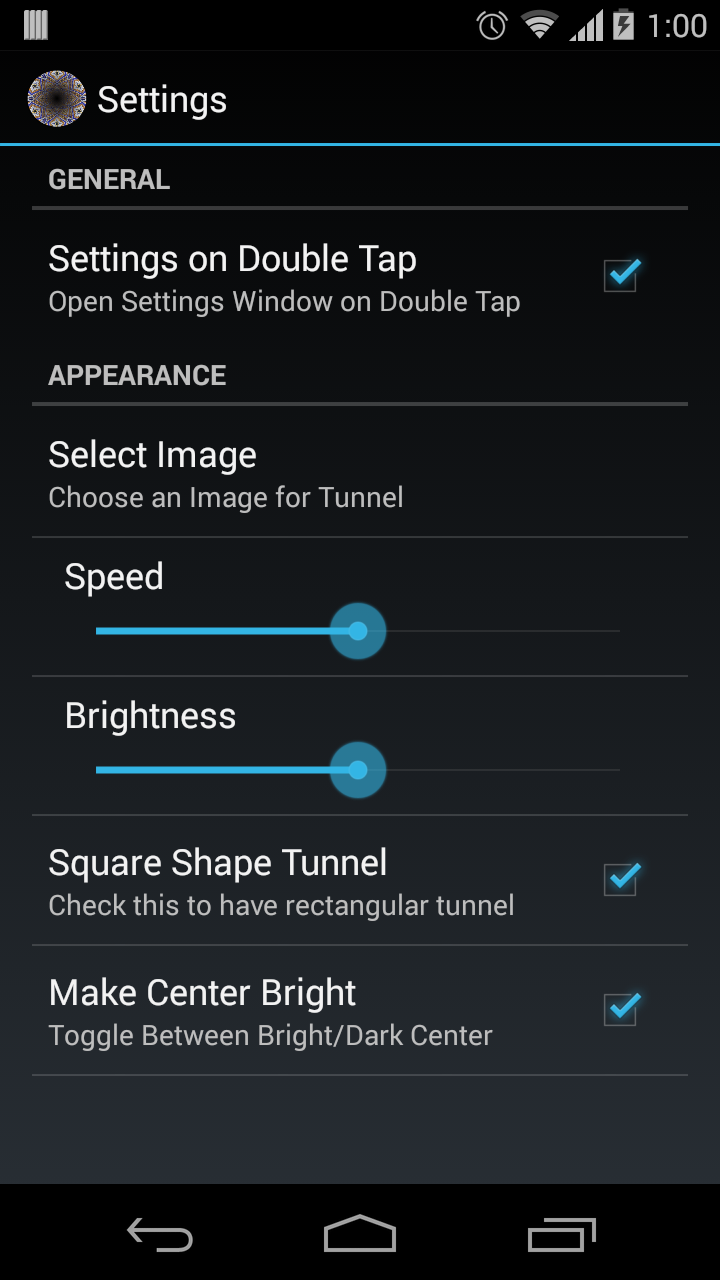 1:00
Settings
GENERAL
Settings on Double Tap
Open Settings Window on Double Tap
APPEARANCE
Select Image
Choose an Image for Tunnel
Speed
Brightness
Square Shape Tunnel
Check this to have rectangular tunnel
Make Center Bright
Toggle Between Bright/Dark Center